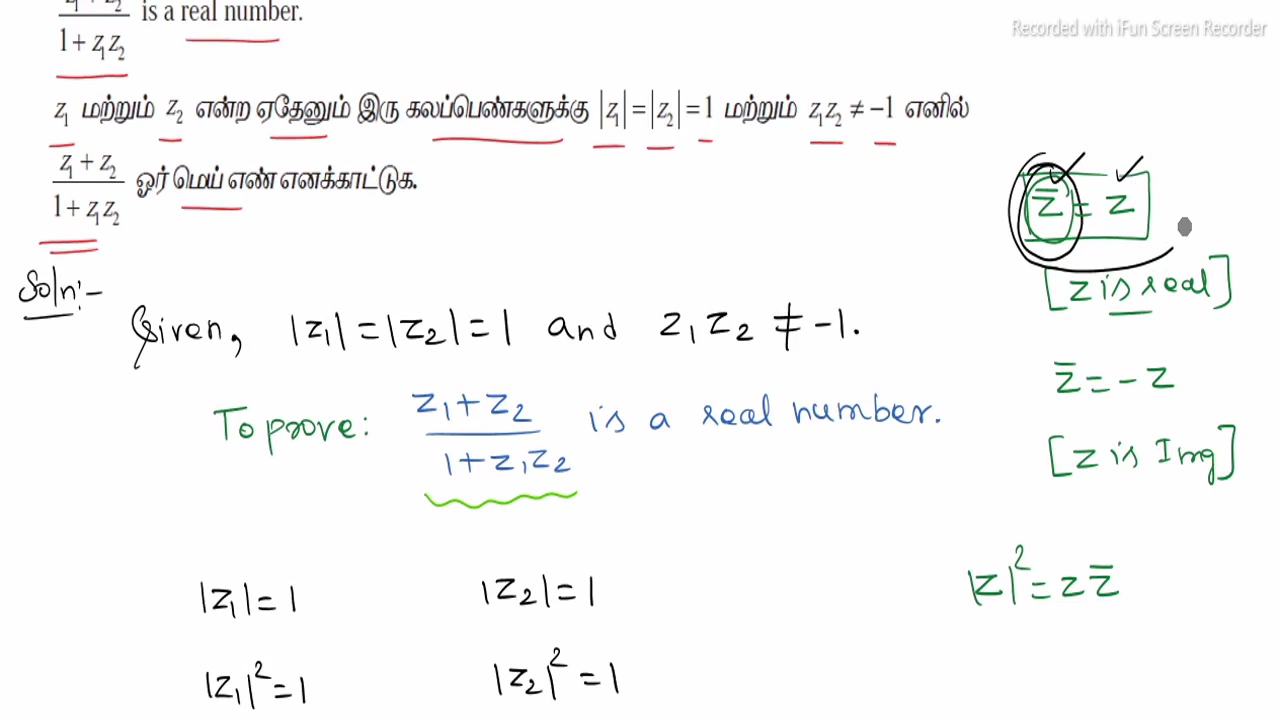 z₁ + z₂ / 1 + z₁z₂ is a real number.
Recorded with iFun Screen Recorder
z₁ மற்றும் z₂ என்ற ஏதேனும் இரு கலப்பெண்களுக்கு |z₁| = |z₂| = 1 மற்றும் z₁z₂ ≠ −1 எனில்
z₁ + z₂ / 1 + z₁z₂ ஓர் மெய் எண் எனக்காட்டுக.
z̄ = z
[z is real]
Soln:-
Given, |z₁| = |z₂| = 1 and z₁z₂ ≠ -1.
z̄ = - z
To prove: z₁+z₂ / 1+z₁z₂ is a real number.
[z is Img]
|z₁| = 1 |z₂| = 1
|z|² = z z̄
|z₁|² = 1 |z₂|² = 1